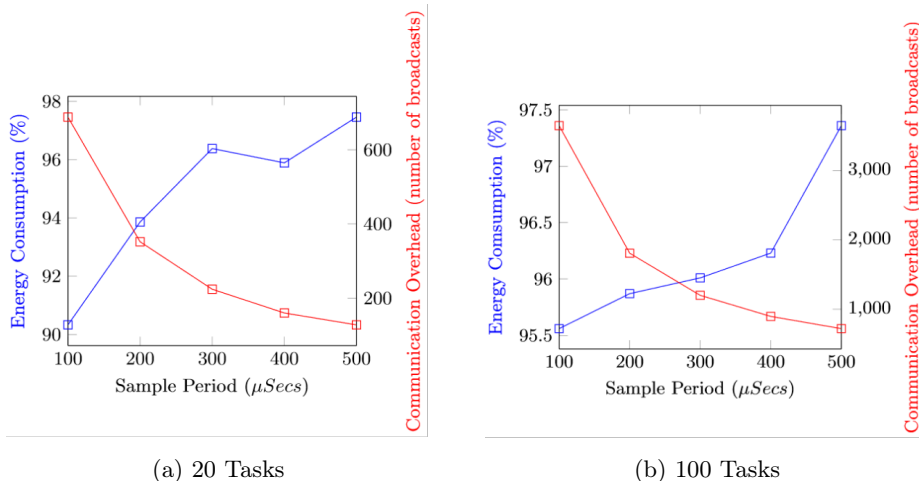 98
96
94
92
90
Energy Consumption (%)
600
400
200
Communication Overhead (number of broadcasts)
100 200 300 400 500
Sample Period (µSecs)
(a) 20 Tasks
97.5
97
96.5
96
95.5
Energy Comsumption (%)
3,000
2,000
1,000
Communication Overhead (number of broadcasts)
100 200 300 400 500
Sample Period (µSecs)
(b) 100 Tasks